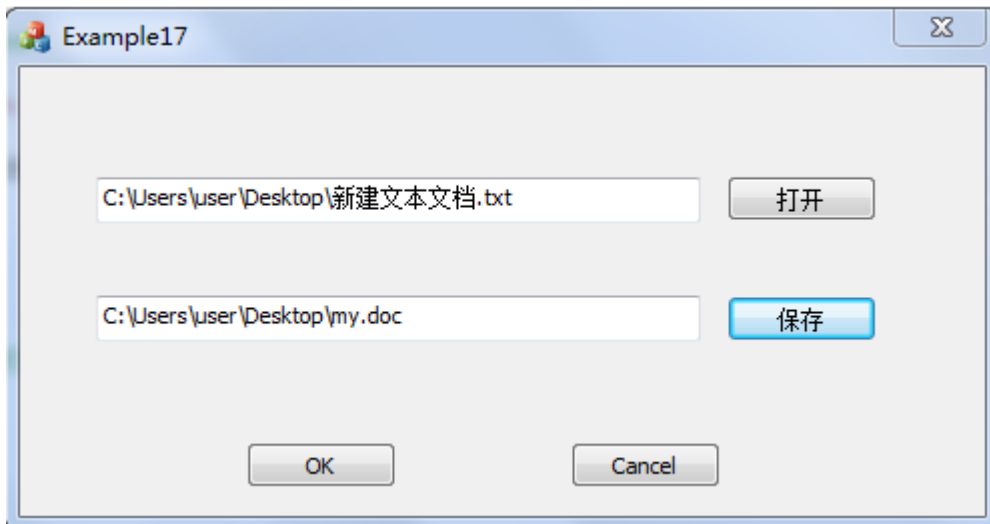 Example17
C:\Users\user\Desktop\新建文本文档.txt 打开
C:\Users\user\Desktop\my.doc 保存
OK Cancel